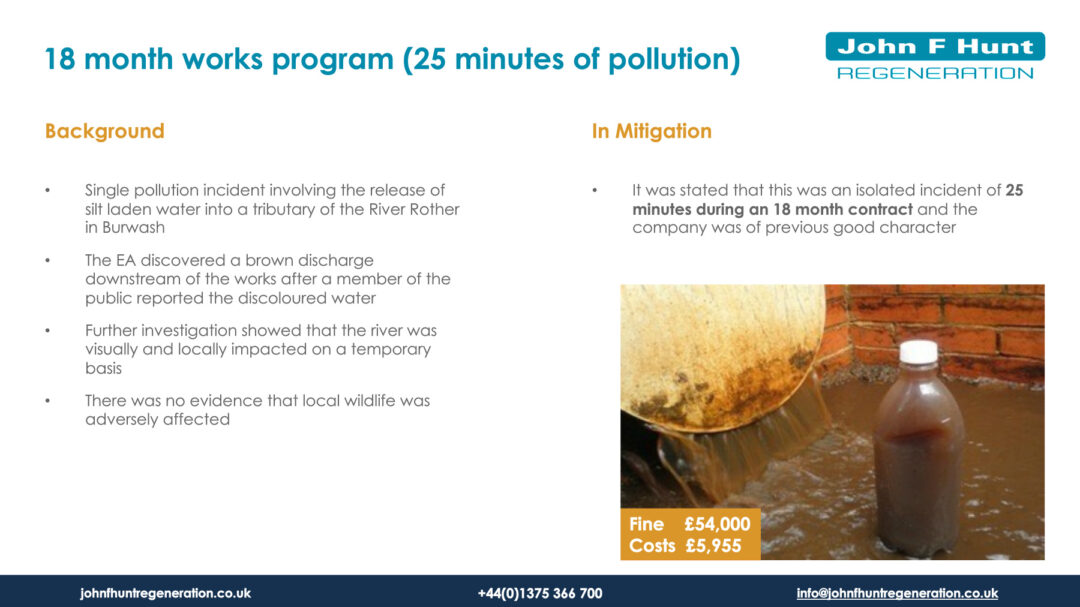 18 month works program (25 minutes of pollution)
John F Hunt
REGENERATION
Background
• Single pollution incident involving the release of
silt laden water into a tributary of the River Rother
in Burwash
• The EA discovered a brown discharge
downstream of the works after a member of the
public reported the discoloured water
• Further investigation showed that the river was
visually and locally impacted on a temporary
basis
• There was no evidence that local wildlife was
adversely affected
In Mitigation
• It was stated that this was an isolated incident of 25
minutes during an 18 month contract and the
company was of previous good character
Fine £54,000
Costs £5,955
johnfhuntregeneration.co.uk
+44(0)1375 366 700
info@johnfhuntregeneration.co.uk